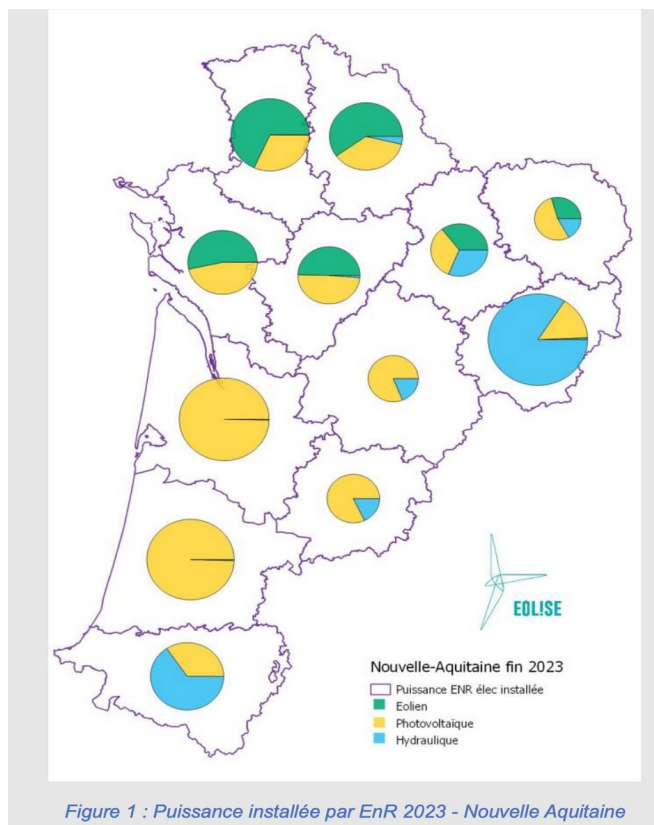 EOL!SE
Nouvelle-Aquitaine fin 2023
Puissance ENR élec installée
Eolien
Photovoltaïque
Hydraulique
Figure 1 : Puissance installée par EnR 2023 - Nouvelle Aquitaine